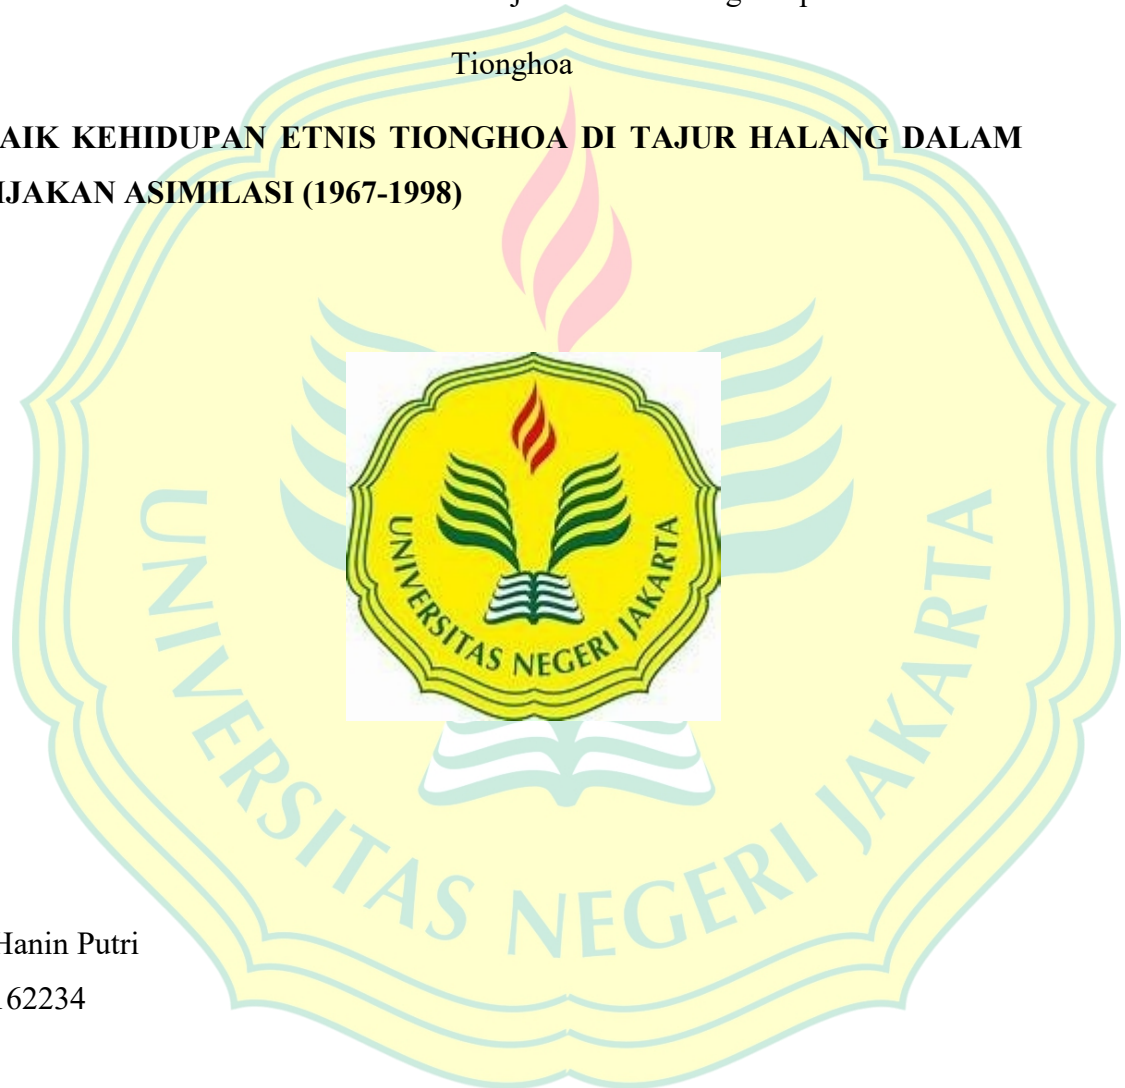 Tionghoa
AIK KEHIDUPAN ETNIS TIONGHOA DI TAJUR HALANG DALAM
IJAKAN ASIMILASI (1967-1998)
UNIVERSITAS NEGERI JAKARTA
UNIVERSITAS NEGERI JAKARTA
Hanin Putri
162234